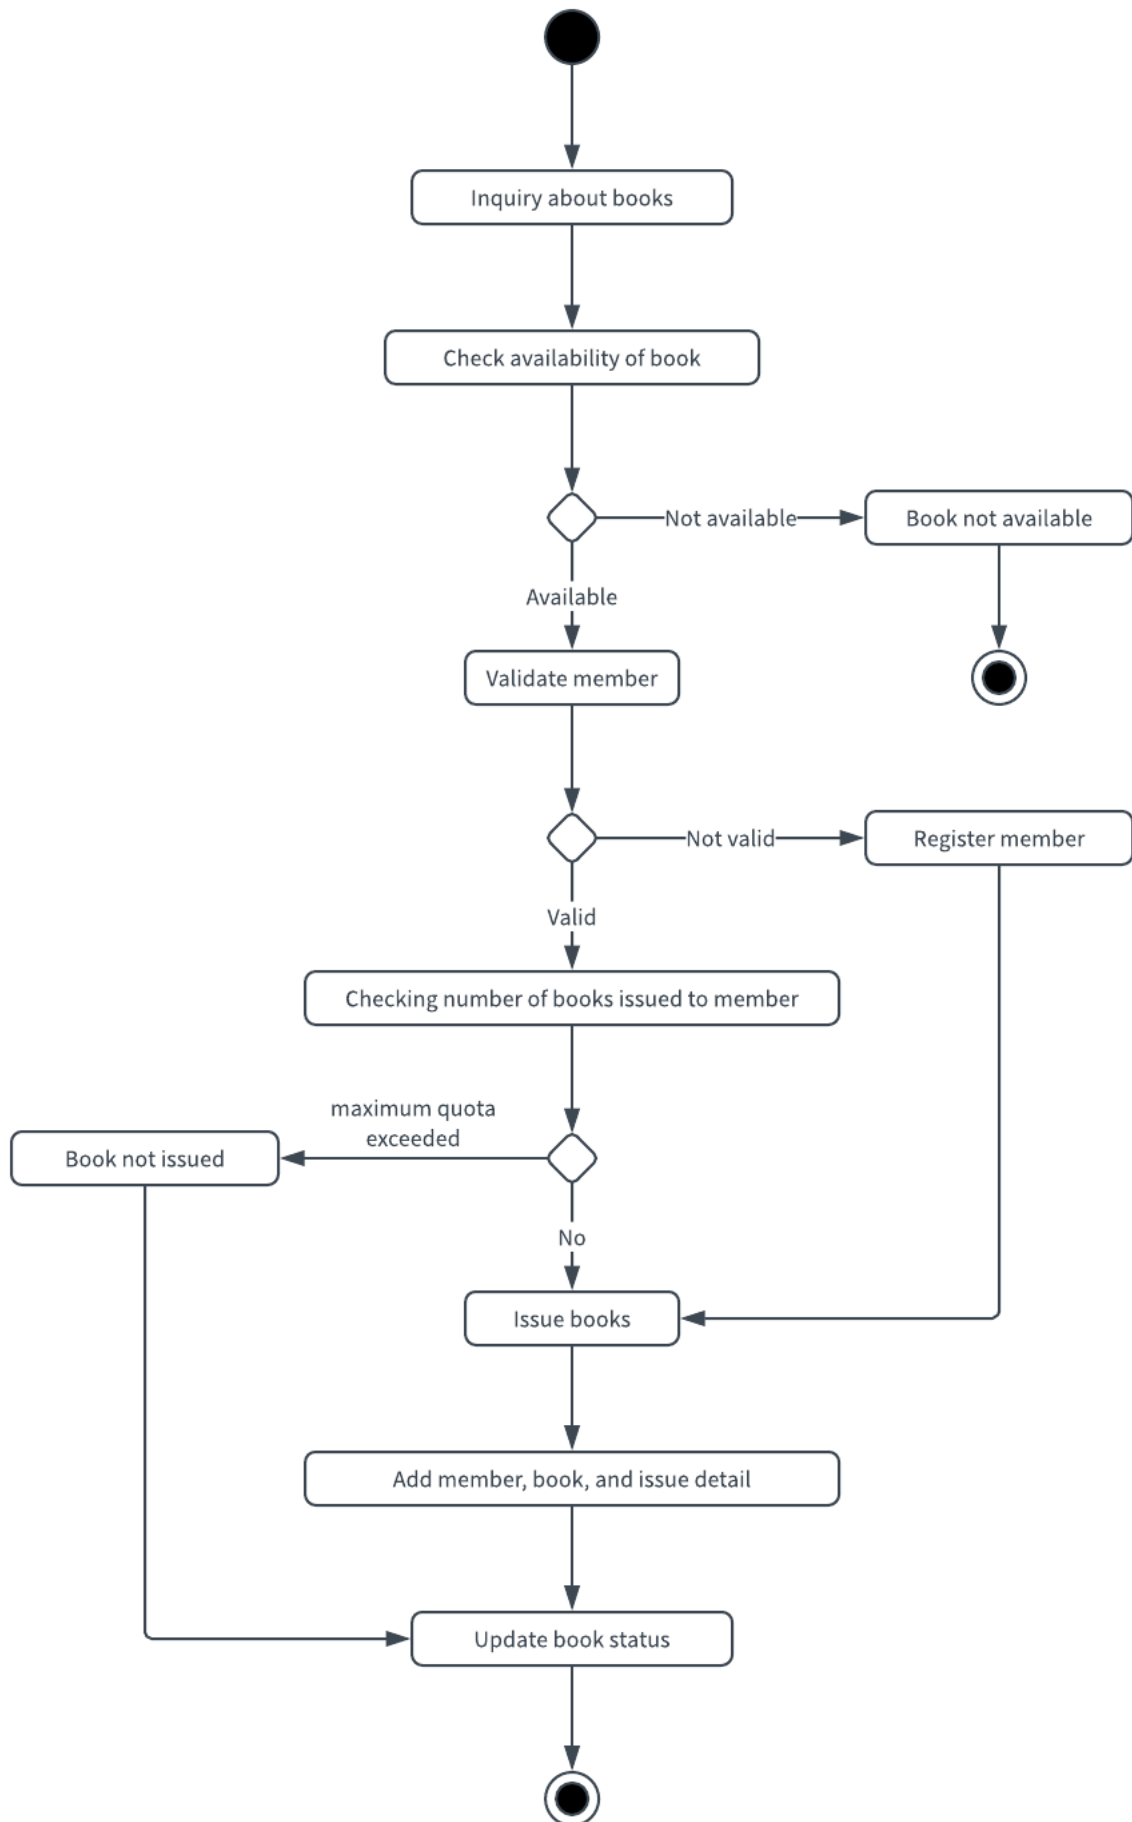 Inquiry about books
Check availability of book
Not available
Book not available
Available
Validate member
Not valid
Register member
Valid
Checking number of books issued to member
maximum quota
exceeded
Book not issued
No
Issue books
Add member, book, and issue detail
Update book status